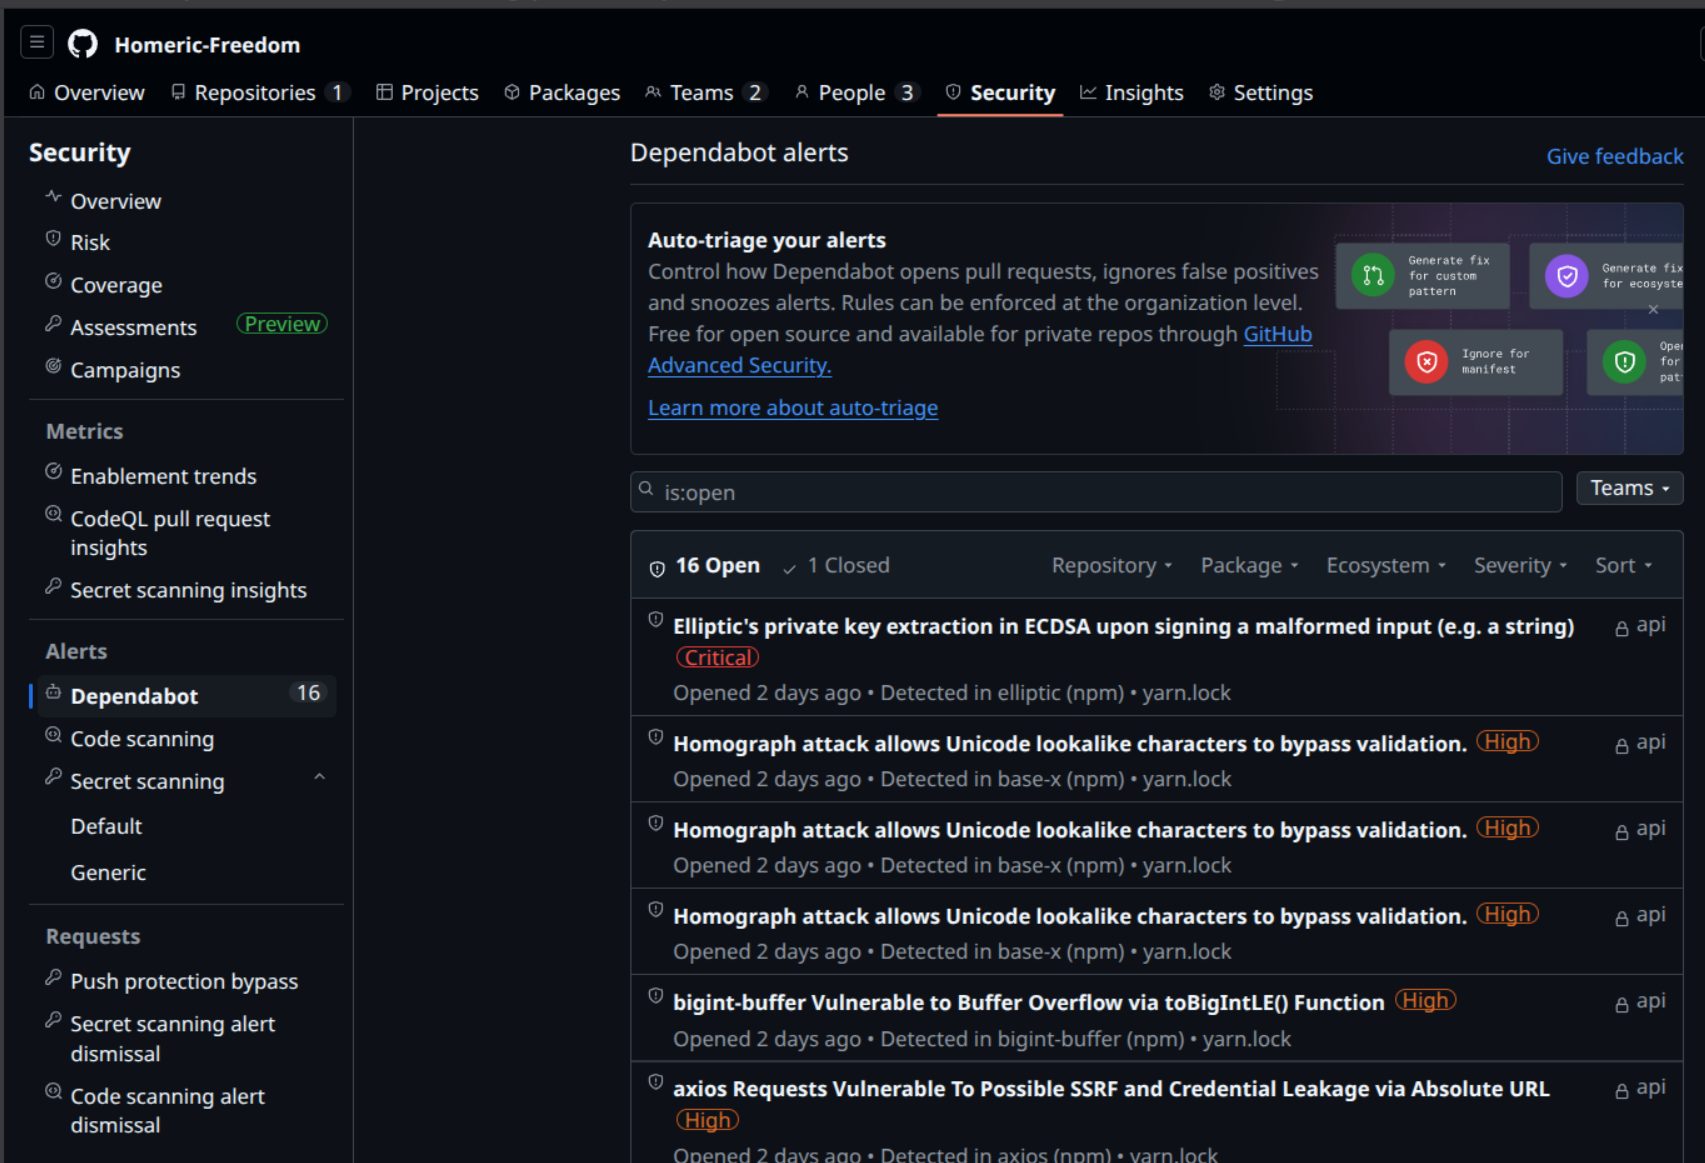 Homeric-Freedom
Overview Repositories 1 Projects Packages Teams 2 People 3 Security Insights Settings
Security
Overview
Risk
Coverage
Assessments Preview
Campaigns
Metrics
Enablement trends
CodeQL pull request
insights
Secret scanning insights
Alerts
Dependabot 16
Code scanning
Secret scanning
Default
Generic
Requests
Push protection bypass
Secret scanning alert
dismissal
Code scanning alert
dismissal
Dependabot alerts
Give feedback
Auto-triage your alerts
Control how Dependabot opens pull requests, ignores false positives
and snoozes alerts. Rules can be enforced at the organization level.
Free for open source and available for private repos through GitHub
Advanced Security.
Learn more about auto-triage
Generate fix
for custom
pattern
Generate fix
for ecosyste
Ignore for
manifest
Oper
for
pat
is:open
Teams
16 Open 1 Closed Repository Package Ecosystem Severity Sort
Elliptic's private key extraction in ECDSA upon signing a malformed input (e.g. a string) api
Critical
Opened 2 days ago • Detected in elliptic (npm) • yarn.lock
Homograph attack allows Unicode lookalike characters to bypass validation. High api
Opened 2 days ago • Detected in base-x (npm) • yarn.lock
Homograph attack allows Unicode lookalike characters to bypass validation. High api
Opened 2 days ago • Detected in base-x (npm) • yarn.lock
Homograph attack allows Unicode lookalike characters to bypass validation. High api
Opened 2 days ago • Detected in base-x (npm) • yarn.lock
bigint-buffer Vulnerable to Buffer Overflow via toBigIntLE() Function High api
Opened 2 days ago • Detected in bigint-buffer (npm) • yarn.lock
axios Requests Vulnerable To Possible SSRF and Credential Leakage via Absolute URL api
High
Opened 2 days ago • Detected in axios (npm) • yarn.lock